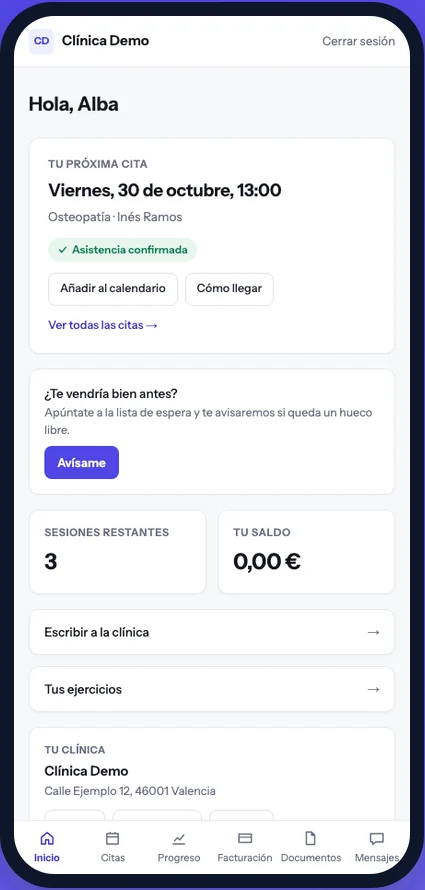 CD Clínica Demo Cerrar sesión
Hola, Alba
TU PRÓXIMA CITA
Viernes, 30 de octubre, 13:00
Osteopatía · Inés Ramos
✓ Asistencia confirmada
Añadir al calendario Cómo llegar
Ver todas las citas →
¿Te vendría bien antes?
Apúntate a la lista de espera y te avisaremos si queda un hueco
libre.
Avísame
SESIONES RESTANTES TU SALDO
3 0,00 €
Escribir a la clínica →
Tus ejercicios →
TU CLÍNICA
Clínica Demo
Calle Ejemplo 12, 46001 Valencia
Inicio Citas Progreso Facturación Documentos Mensajes